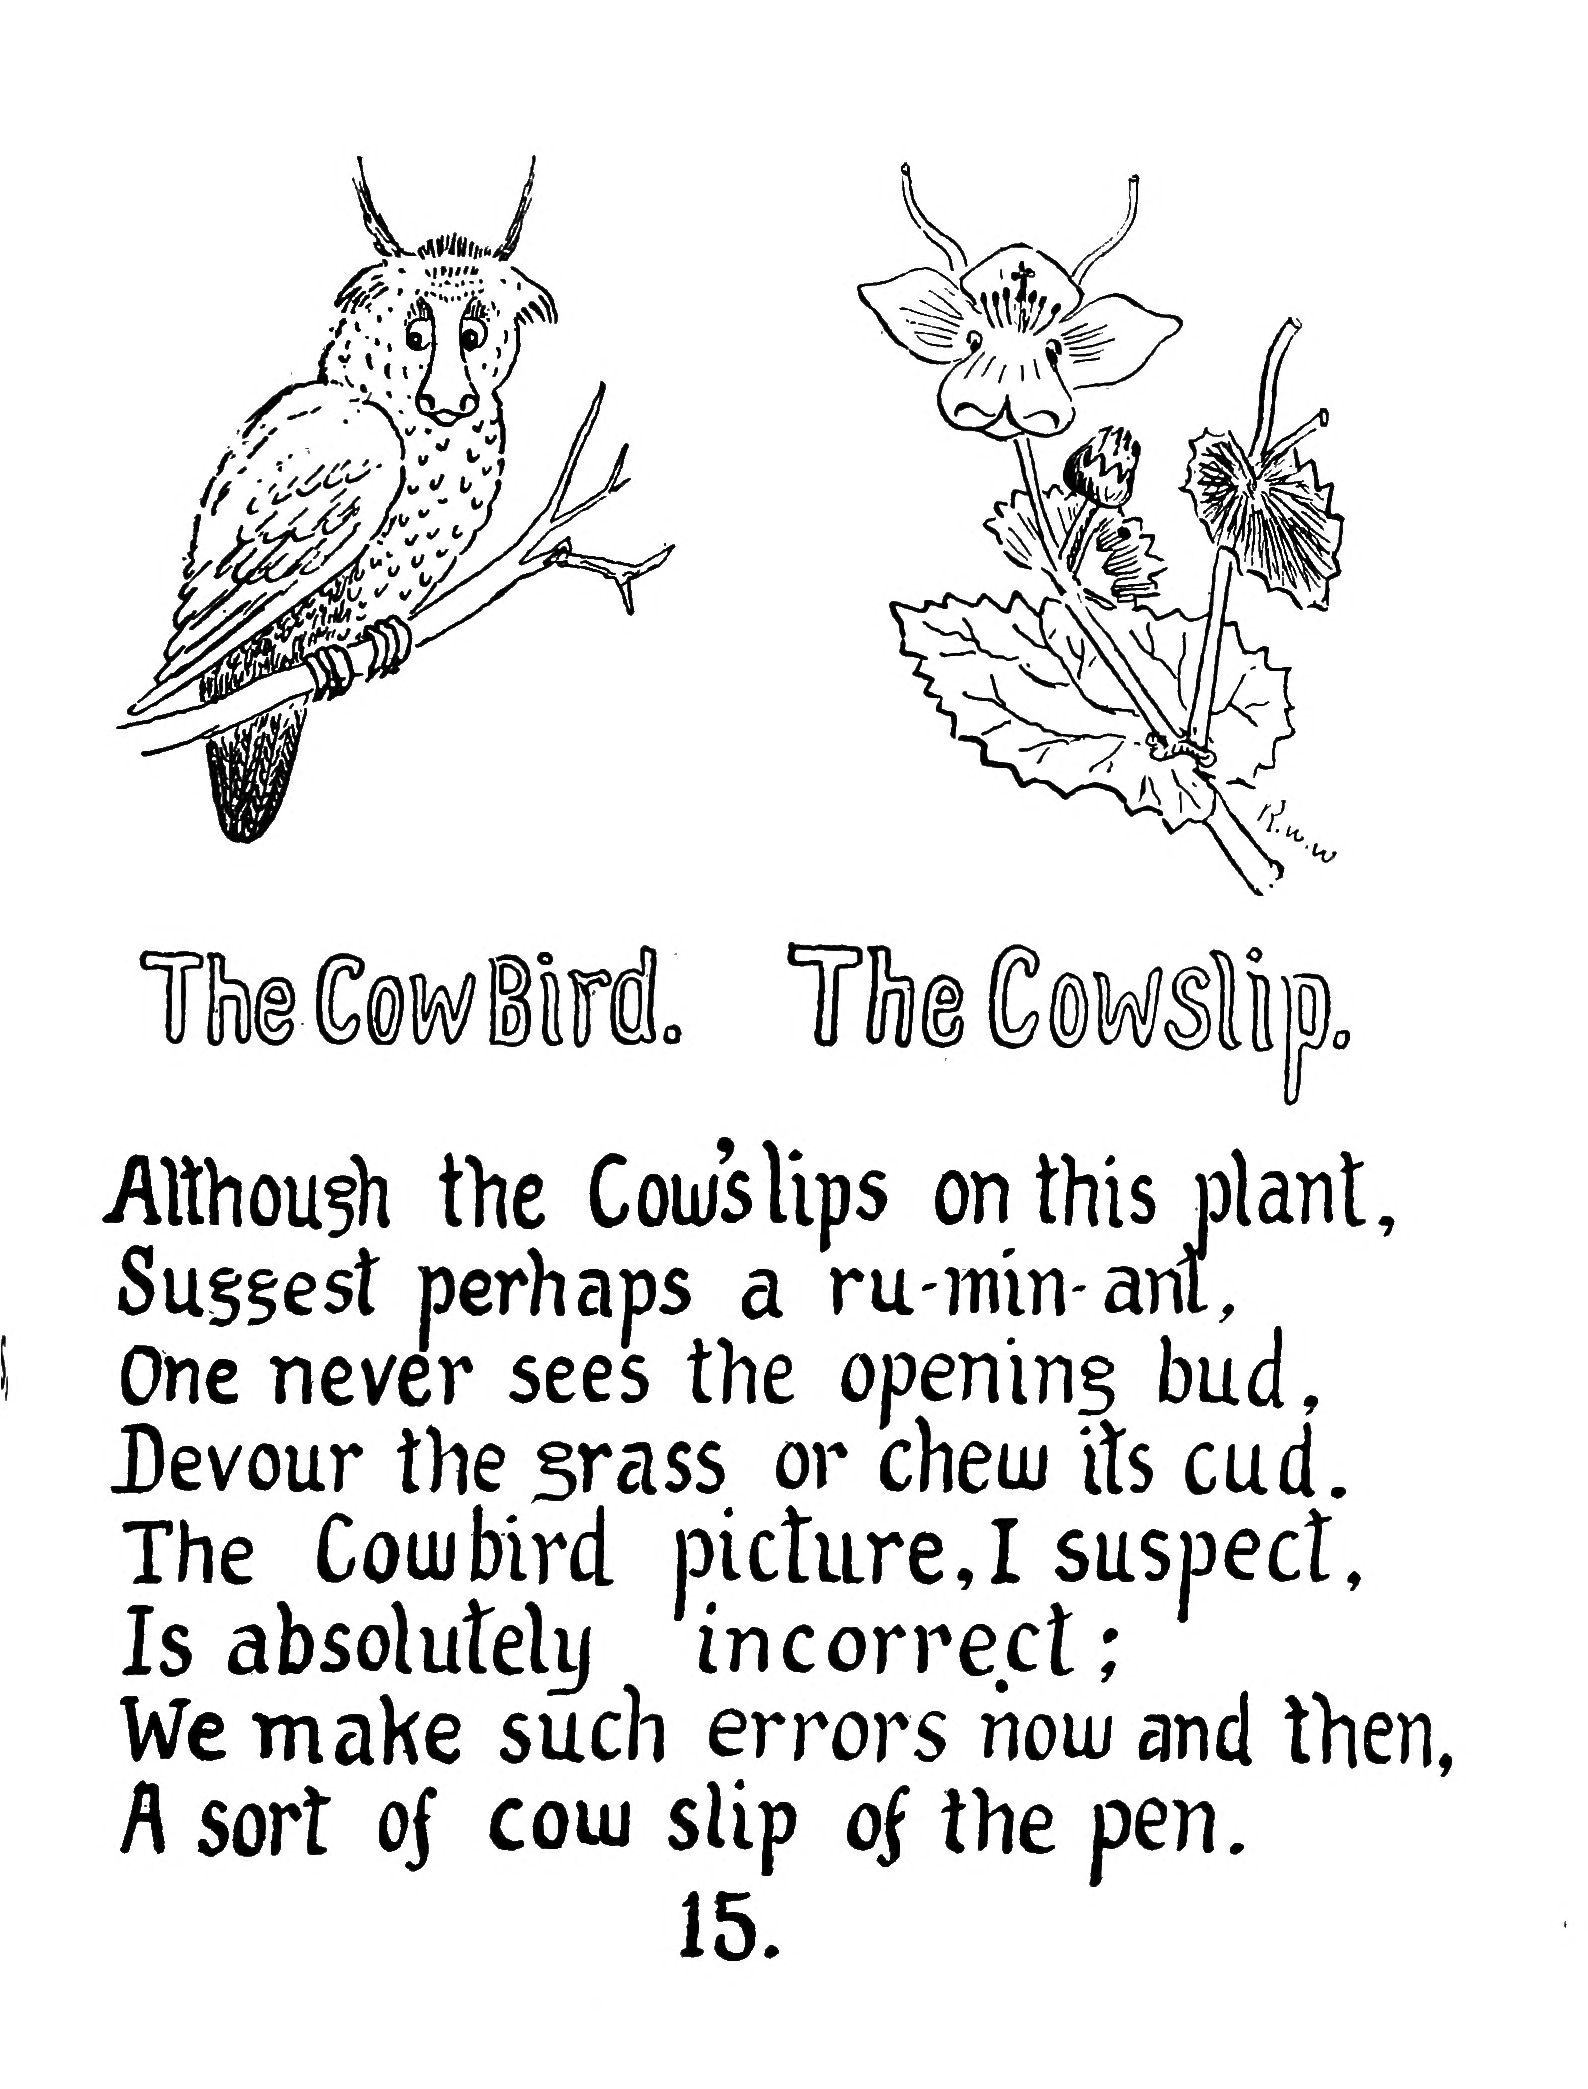 R.W.W
The Cow Bird. The Cowslip.
Although the Cow'slips on this plant,
Suggest perhaps a ru-min-ant,
One never sees the opening bud,
Devour the grass or chew its cud.
The Cowbird picture, I suspect,
Is absolutely incorrect;
We make such errors now and then,
A sort of cow slip of the pen.
15.